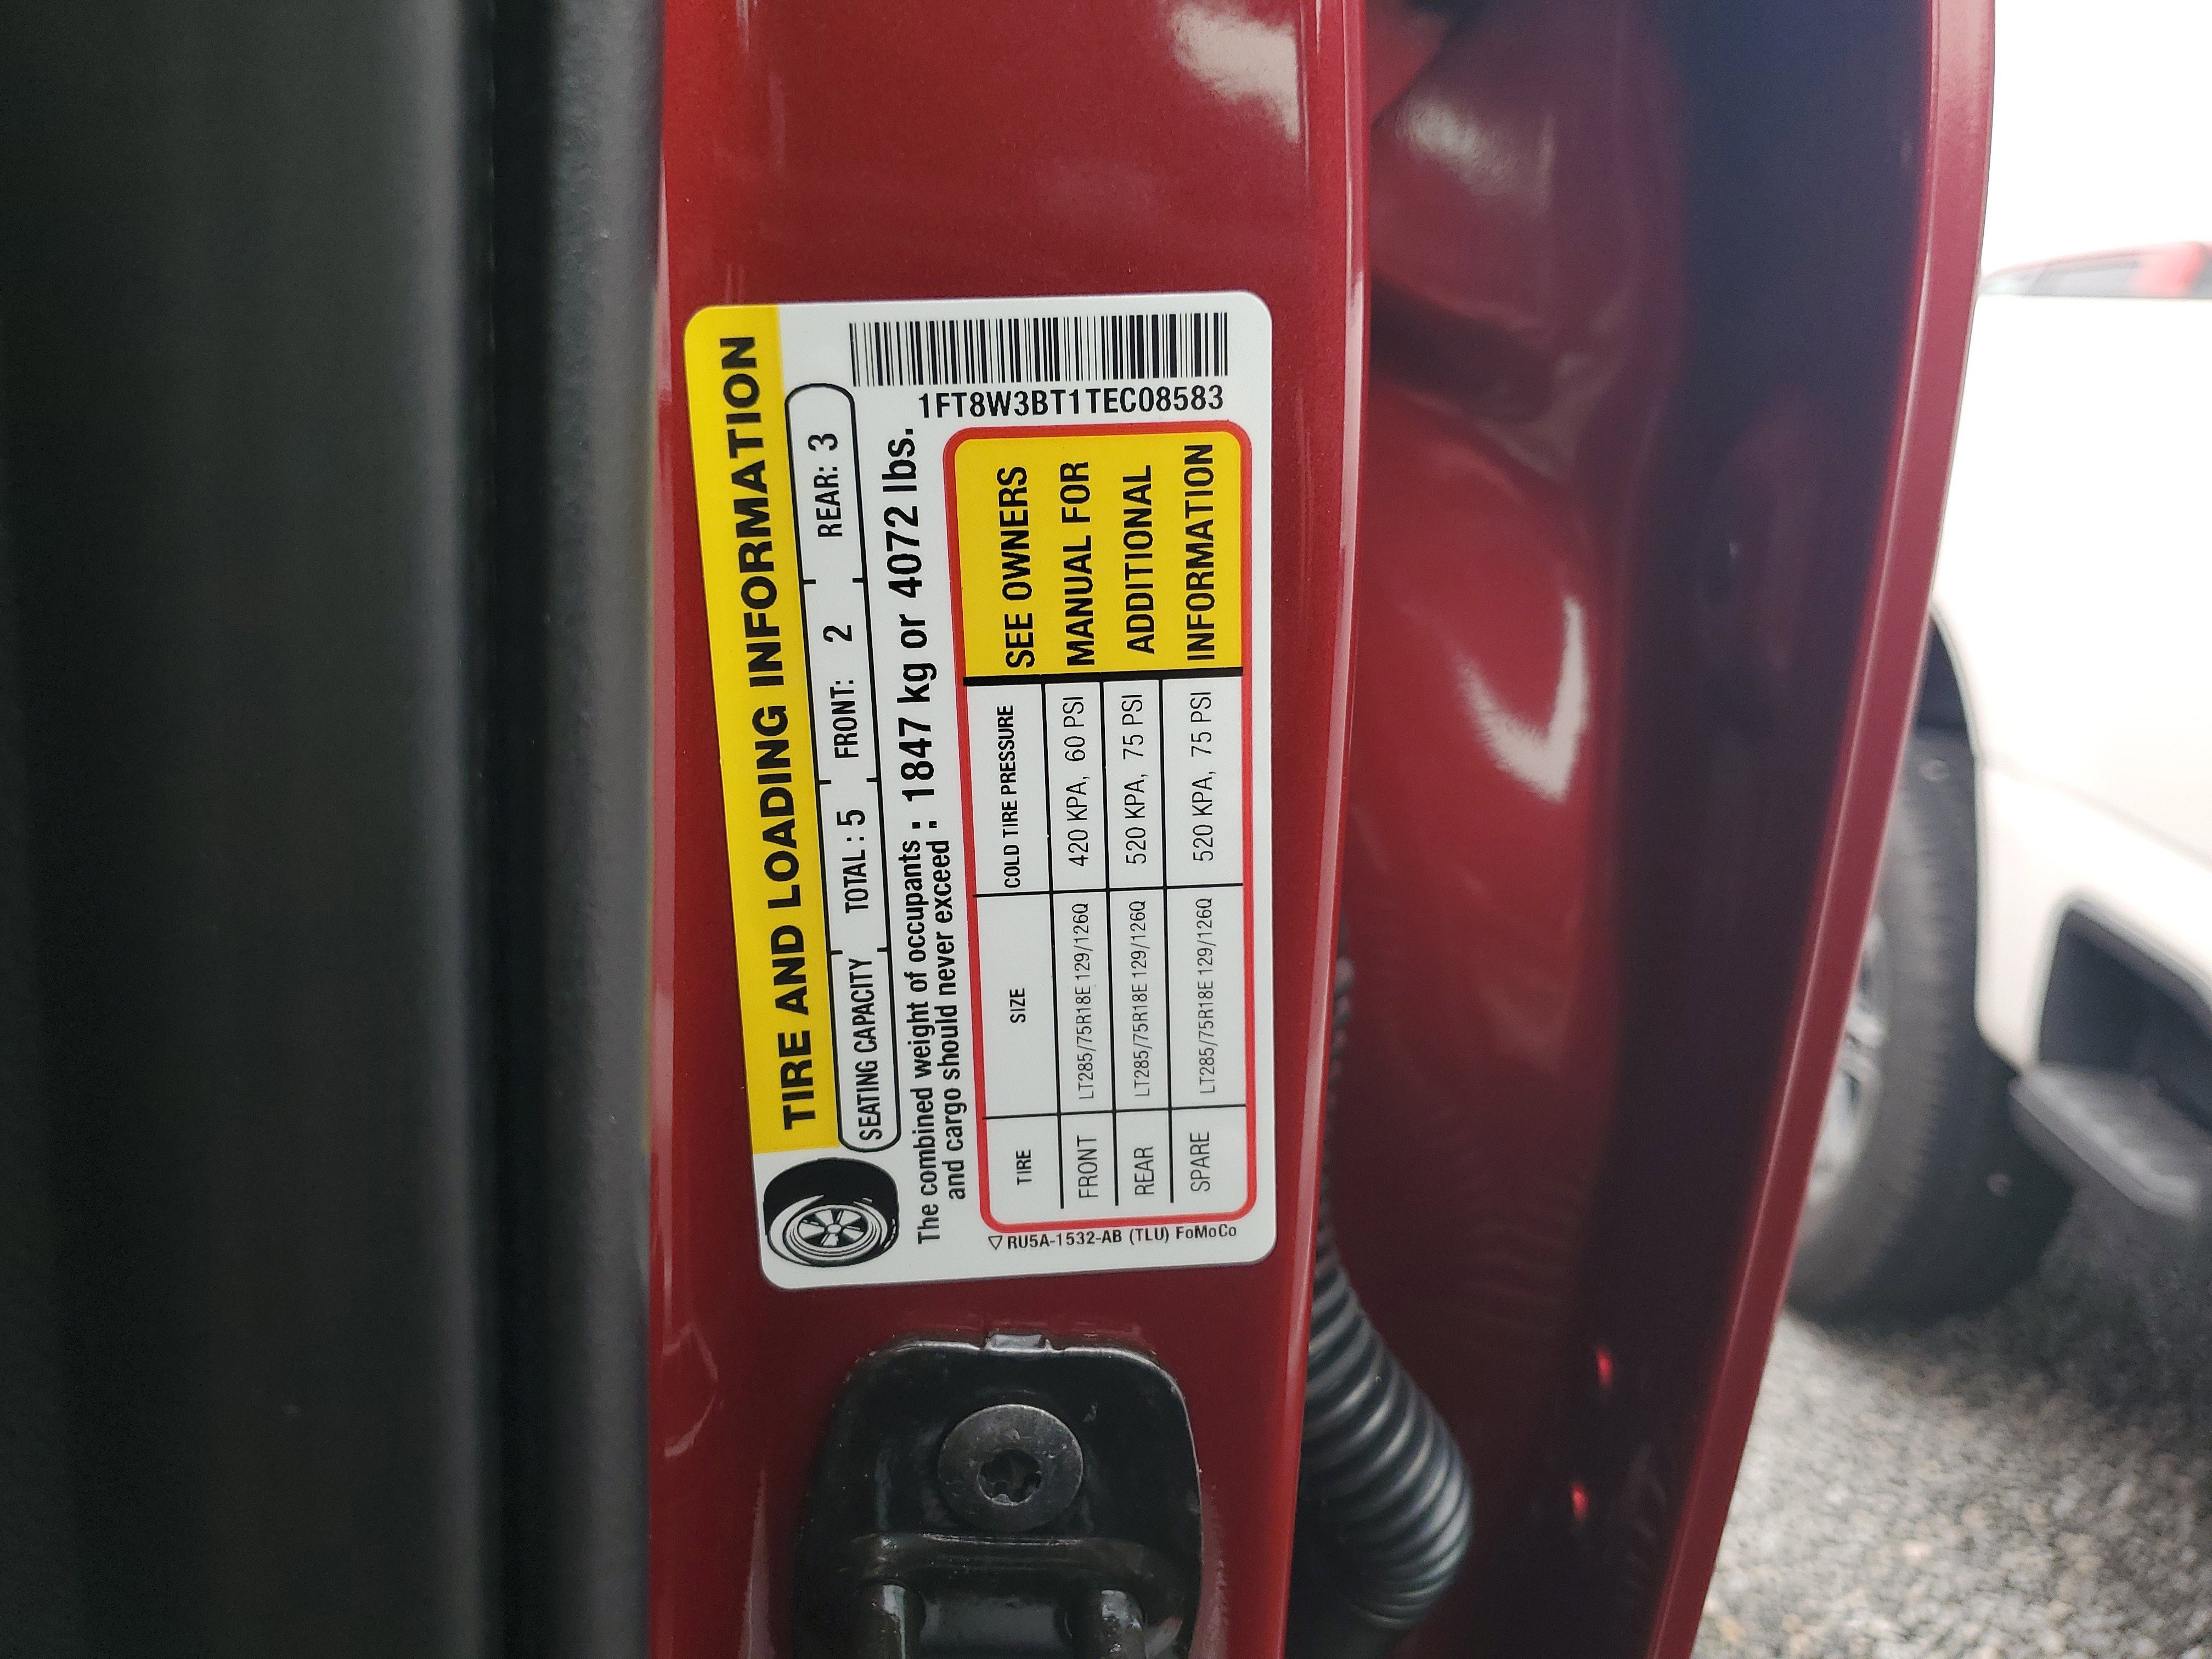 TIRE AND LOADING INFORMATION
SEATING CAPACITY TOTAL : 5 FRONT: 2 REAR: 3
The combined weight of occupants and cargo should never exceed : 1847 kg or 4072 lbs.
1FT8W3BT1TEC08583
TIRE SIZE COLD TIRE PRESSURE
FRONT LT285/75R18E 129/126Q 420 KPA, 60 PSI
REAR LT285/75R18E 129/126Q 520 KPA, 75 PSI
SPARE LT285/75R18E 129/126Q 520 KPA, 75 PSI
SEE OWNERS
MANUAL FOR
ADDITIONAL
INFORMATION
RU5A-1532-AB (TLU) FoMoCo